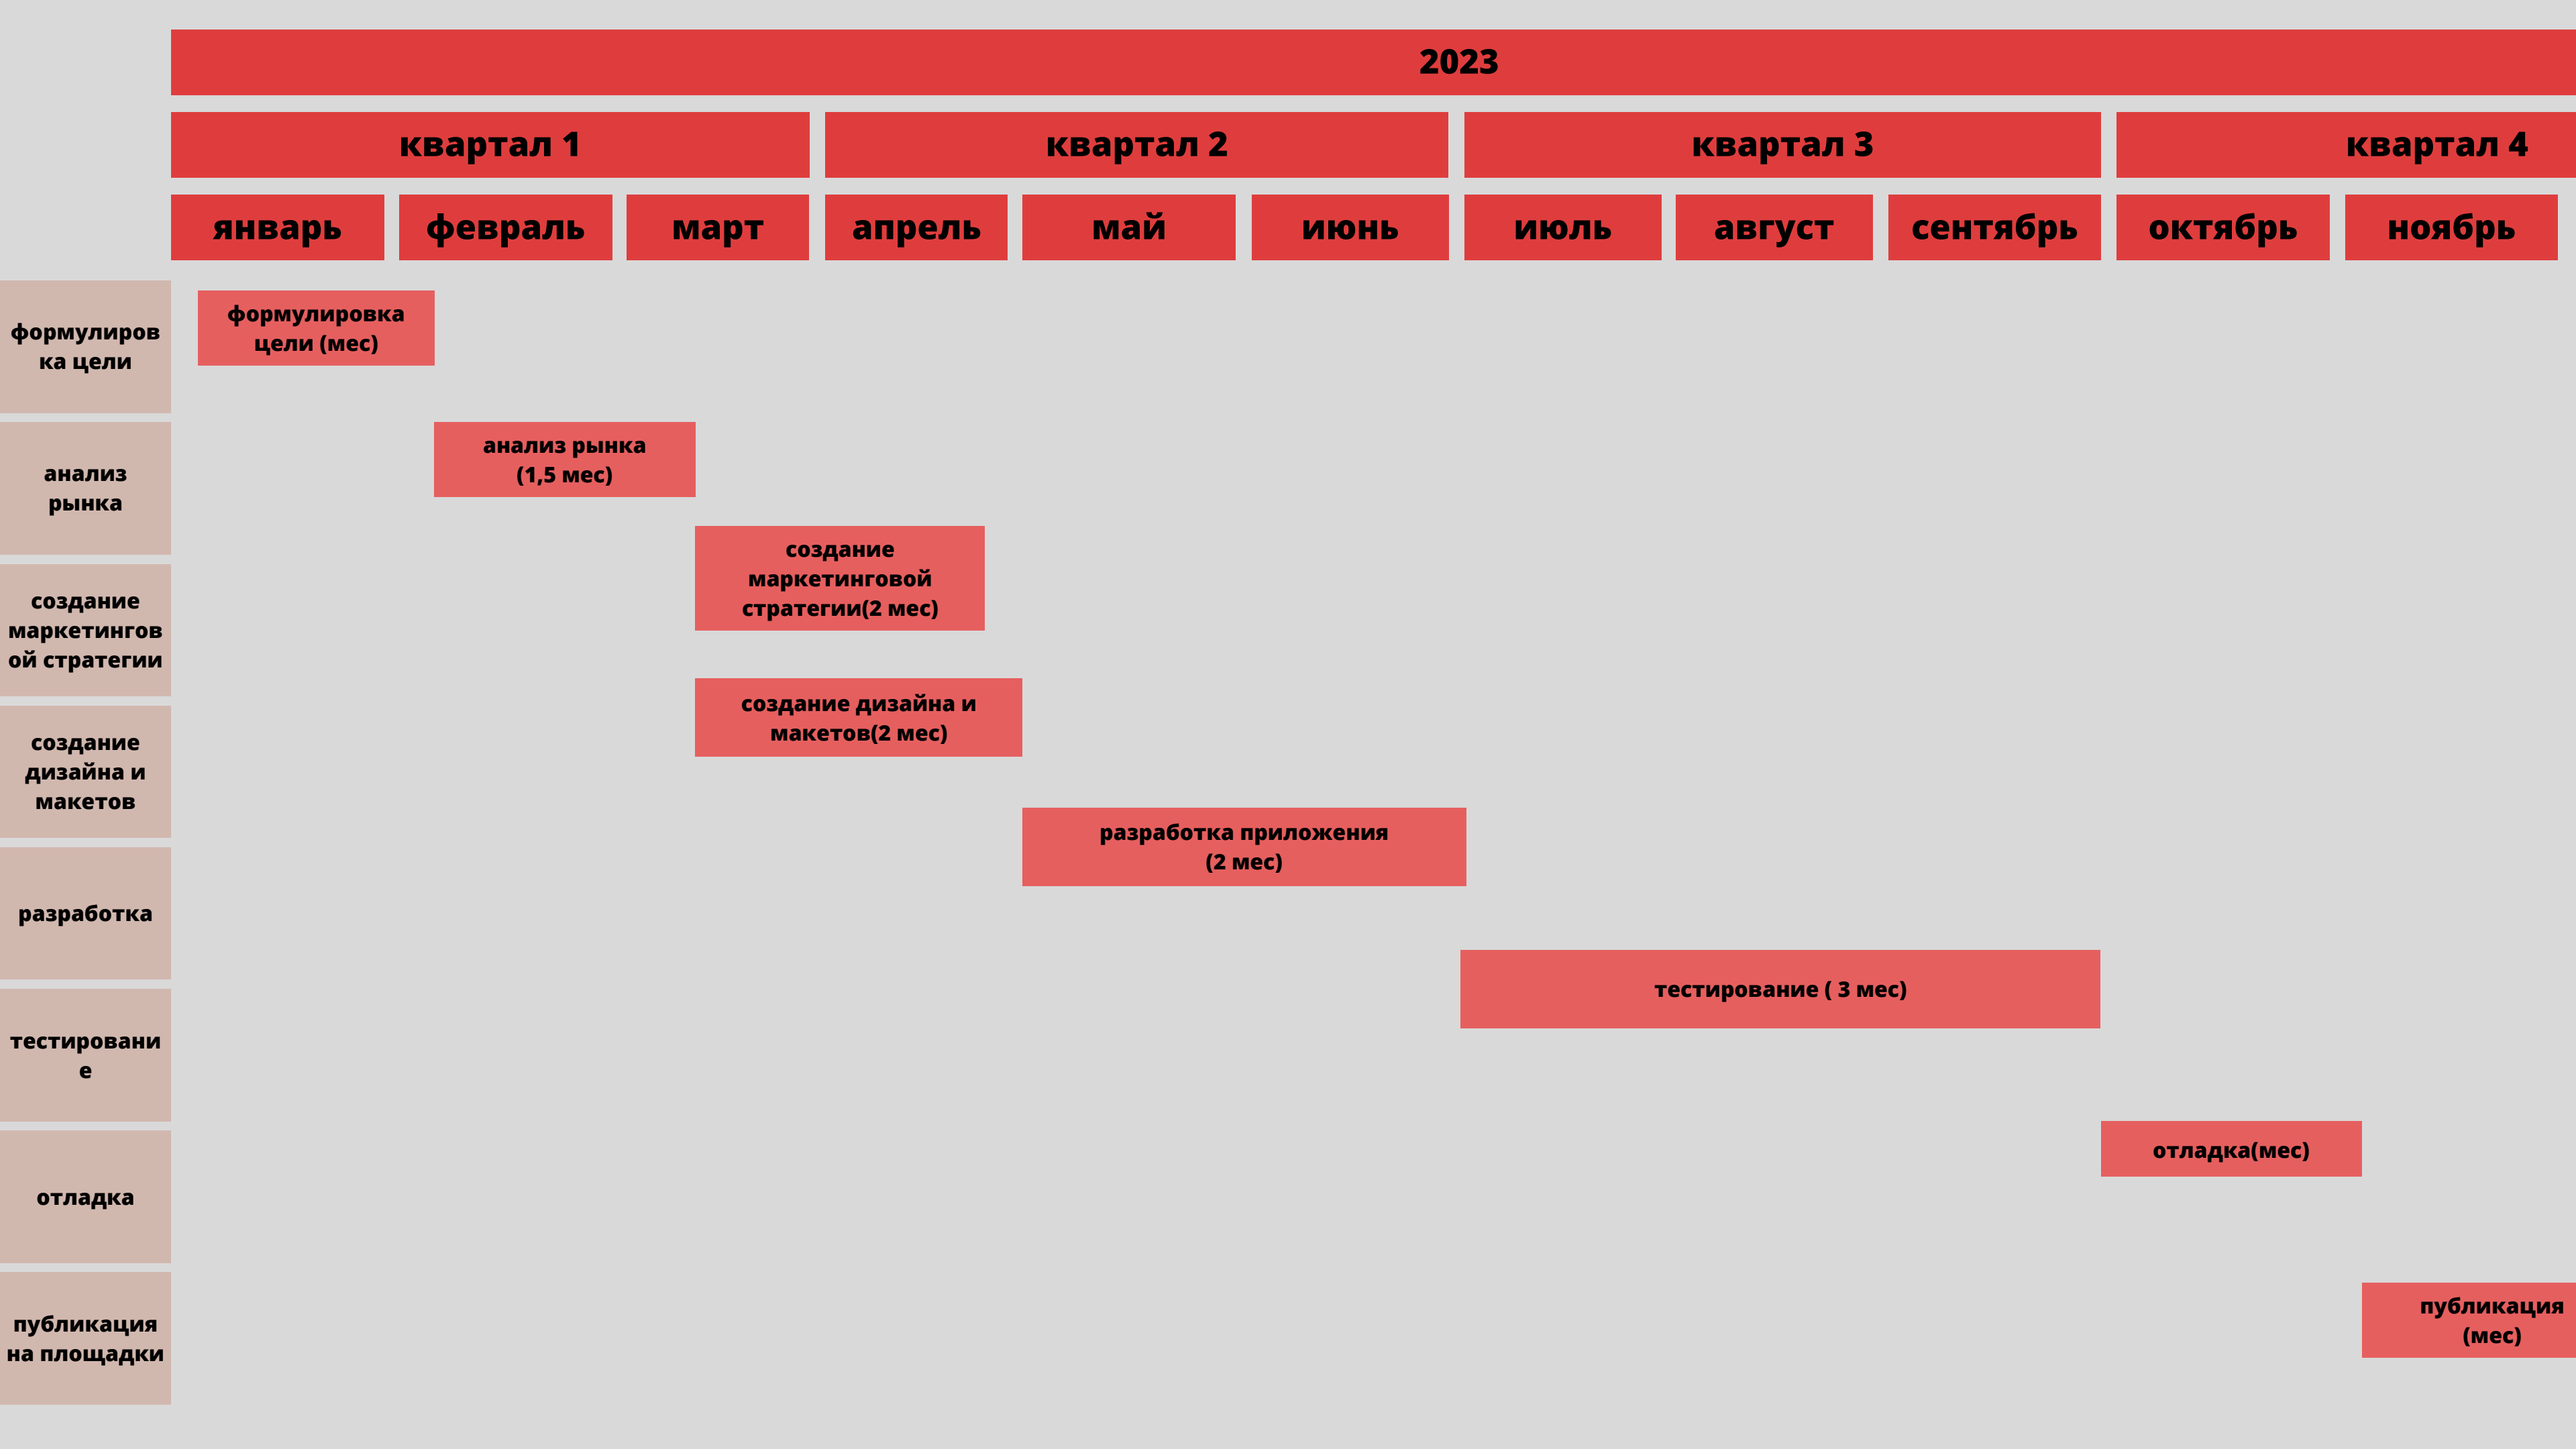 2023
квартал 1
квартал 2
квартал 3
квартал 4
январь
февраль
март
апрель
май
июнь
июль
август
сентябрь
октябрь
ноябрь
формулиров
ка цели
формулировка
цели (мес)
анализ
рынка
анализ рынка
(1,5 мес)
создание
маркетингов
ой стратегии
создание
маркетинговой
стратегии(2 мес)
создание
дизайна и
макетов
создание дизайна и
макетов(2 мес)
разработка
разработка приложения
(2 мес)
тестировани
е
тестирование ( 3 мес)
отладка
отладка(мес)
публикация
на площадки
публикация
(мес)